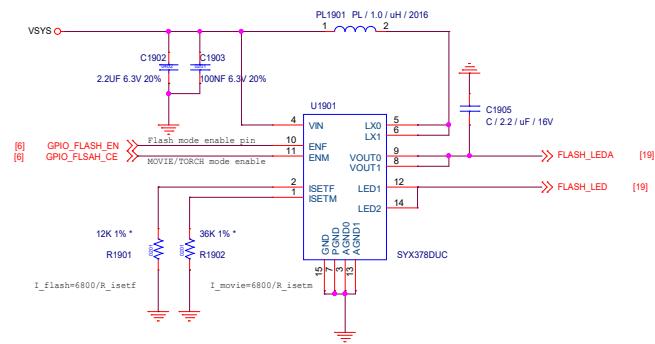 PL1901 PL / 1.0 / uH / 2016
1
2
VSYS
C1902
C1903
0402
0201
2.2UF 6.3V 20%
100NF 6.3V 20%
U1901
C1905
C / 2.2 / uF / 16V
4 VIN
LX0 5
LX1 6
[6] GPIO_FLASH_EN
Flash mode enable pin
10 ENF
[6] GPIO_FLSAH_CE
MOVIE/TORCH mode enable
11 ENM
VOUT0 9
VOUT1 8
FLASH_LEDA [19]
2 ISETF
1 ISETM
LED1 12
LED2 14
FLASH_LED [19]
12K 1% *
36K 1% *
0201
0201
R1901
R1902
GND
PGND
AGND0
AGND1
SYX378DUC
15
7
3
13
I_flash=6800/R_isetf
I_movie=6800/R_isetm